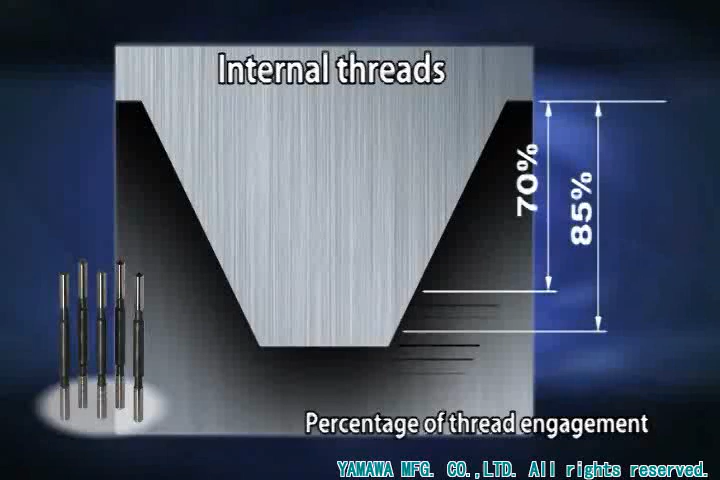 Internal threads
70%
85%
Percentage of thread engagement
YAMAWA MFG. CO.,LTD. All rights reserved.